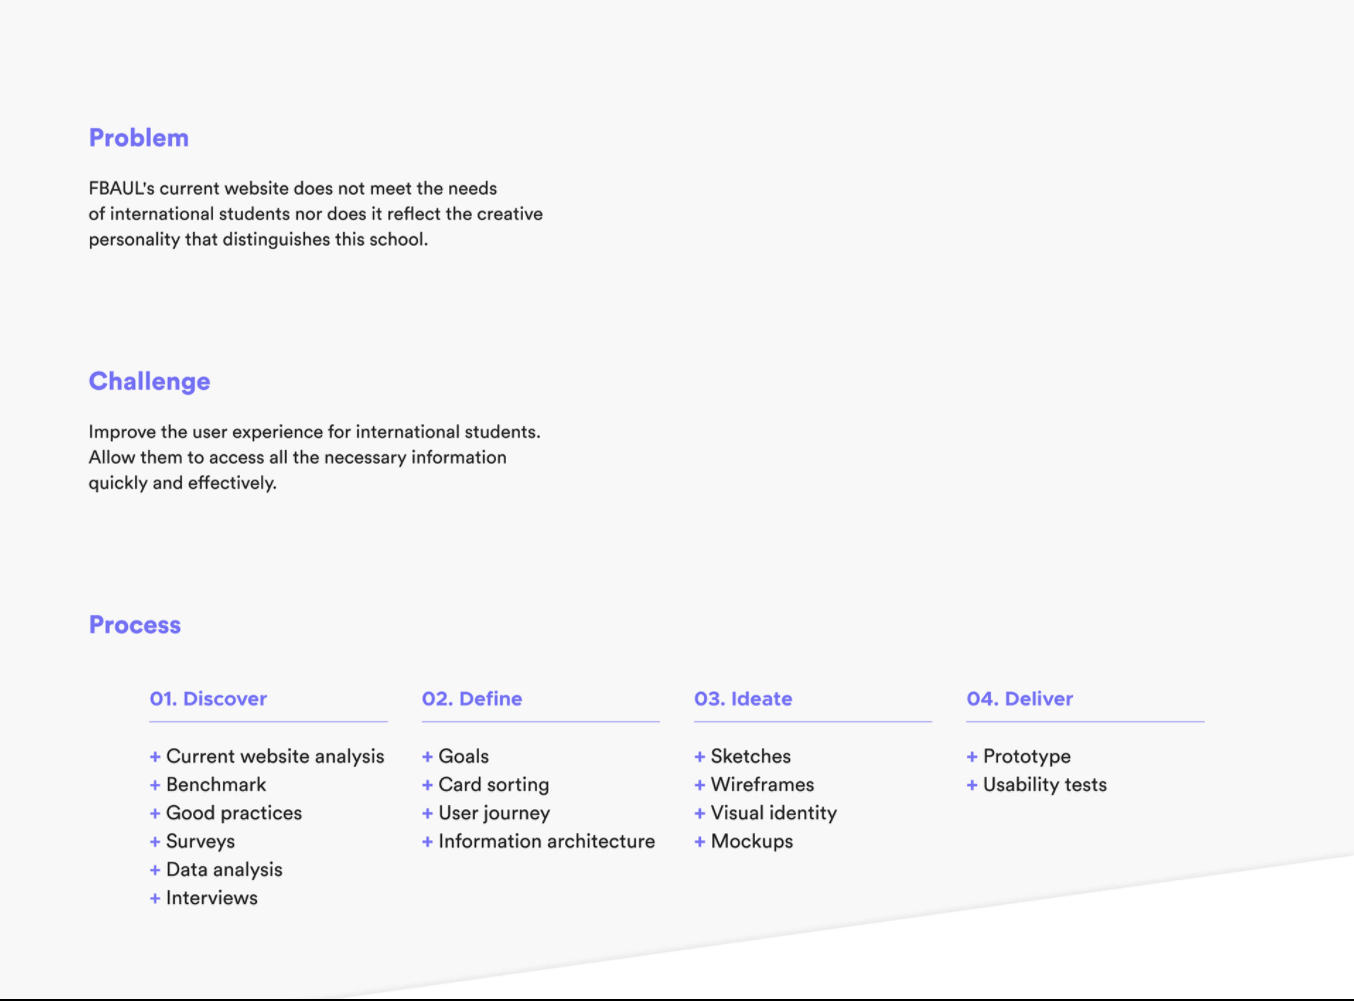 Problem
FBAUL's current website does not meet the needs
of international students nor does it reflect the creative
personality that distinguishes this school.
Challenge
Improve the user experience for international students.
Allow them to access all the necessary information
quickly and effectively.
Process
01. Discover
+ Current website analysis
+ Benchmark
+ Good practices
+ Surveys
+ Data analysis
+ Interviews
02. Define
+ Goals
+ Card sorting
+ User journey
+ Information architecture
03. Ideate
+ Sketches
+ Wireframes
+ Visual identity
+ Mockups
04. Deliver
+ Prototype
+ Usability tests